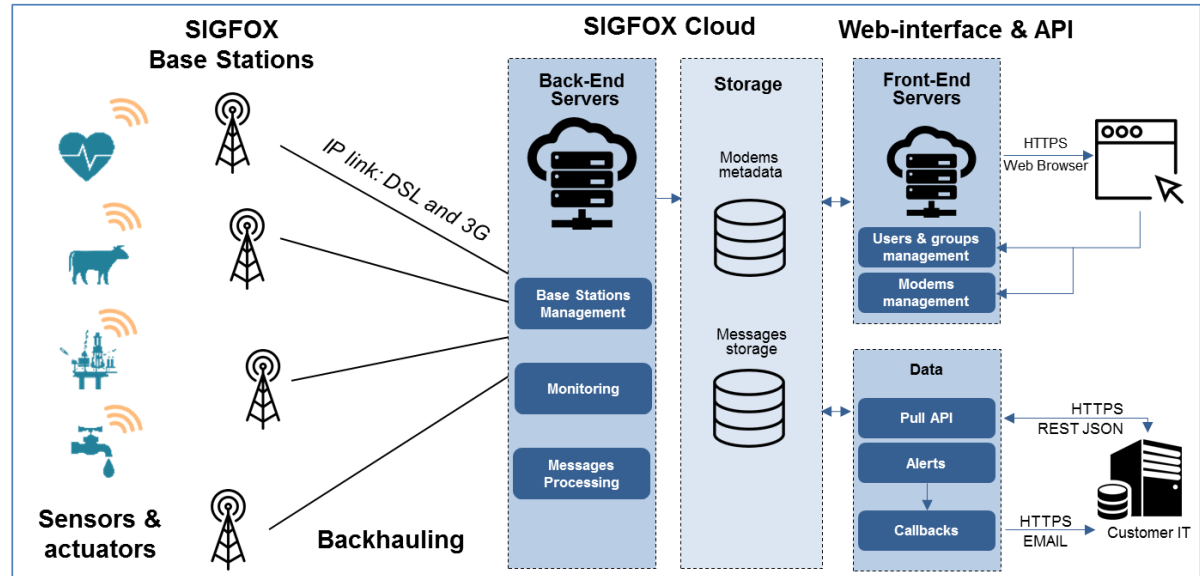 SIGFOX
Base Stations
SIGFOX Cloud
Web-interface & API
Back-End
Servers
Storage
Front-End
Servers
IP link: DSL and 3G
Modems
metadata
HTTPS
Web Browser
Users & groups
management
Modems
management
Base Stations
Management
Messages
storage
Data
Monitoring
Pull API
HTTPS
REST JSON
Messages
Processing
Alerts
Callbacks
HTTPS
EMAIL
Customer IT
Sensors &
actuators
Backhauling